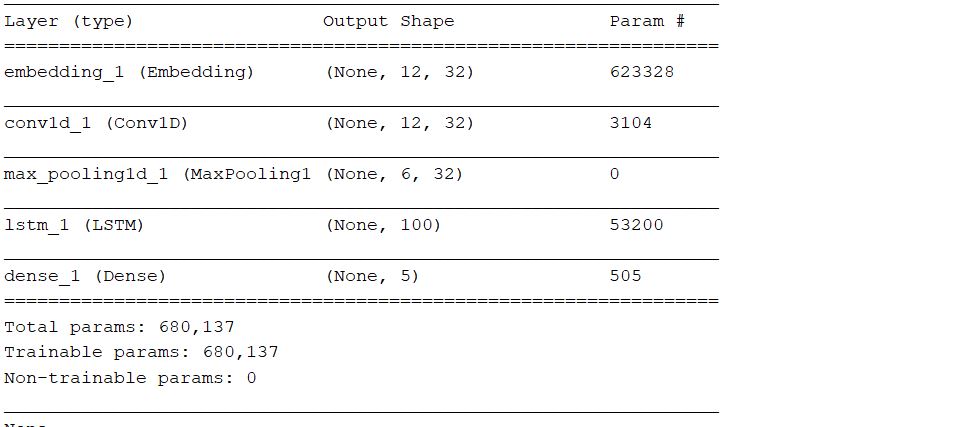 Layer (type) Output Shape Param #
=================================================================
embedding_1 (Embedding) (None, 12, 32) 623328
conv1d_1 (Conv1D) (None, 12, 32) 3104
max_pooling1d_1 (MaxPooling1 (None, 6, 32) 0
lstm_1 (LSTM) (None, 100) 53200
dense_1 (Dense) (None, 5) 505
=================================================================
Total params: 680,137
Trainable params: 680,137
Non-trainable params: 0